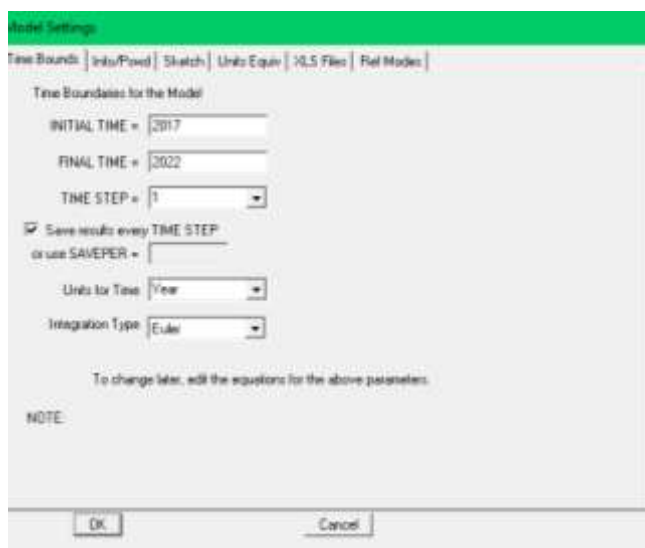 Model Settings
Time Bounds Info/Pswd Sketch Units Equiv XLS Files Ref Modes
Time Boundaries for the Model
INITIAL TIME = 2017
FINAL TIME = 2022
TIME STEP = 1
Save results every TIME STEP
or use SAVEPER =
Units for Time Year
Integration Type Euler
To change later, edit the equations for the above parameters.
NOTE:
OK Cancel